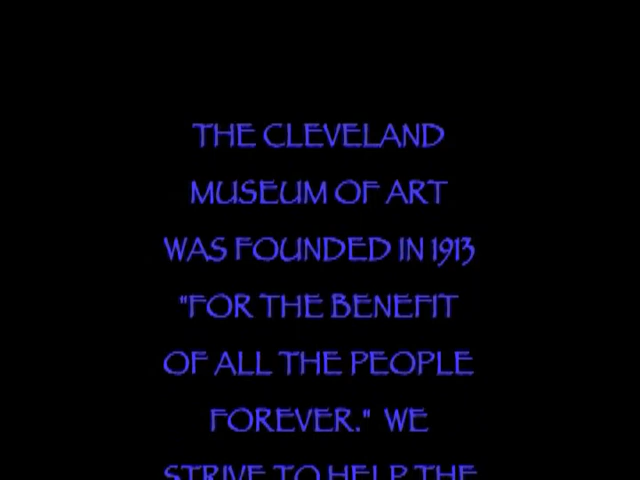 THE CLEVELAND
MUSEUM OF ART
WAS FOUNDED IN 1913
"FOR THE BENEFIT
OF ALL THE PEOPLE
FOREVER."  WE
STRIVE TO HELP THE